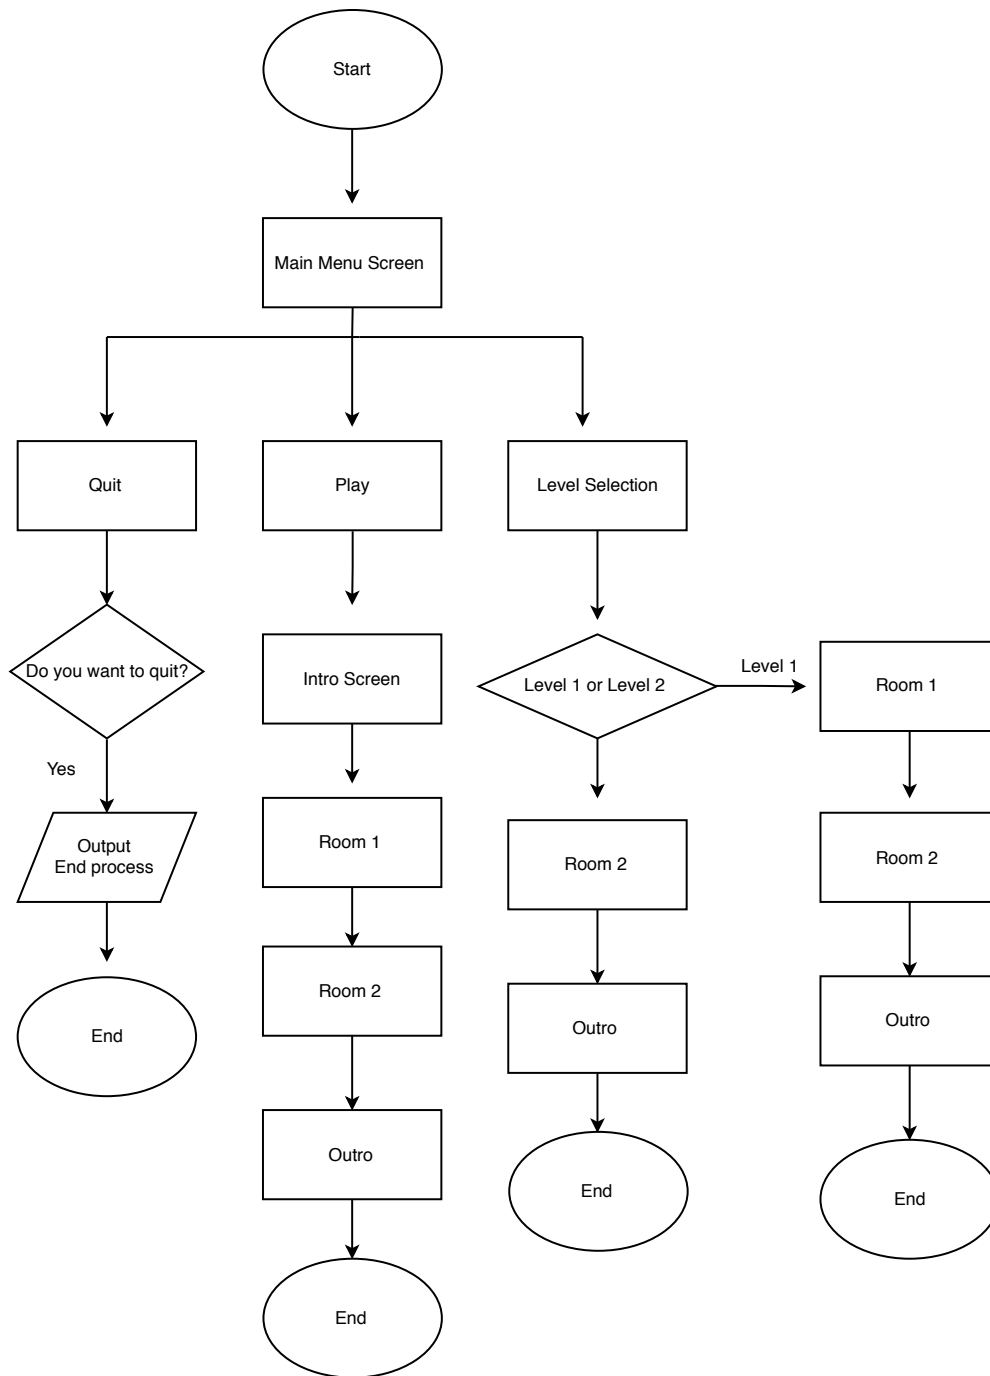 Start
Main Menu Screen
Quit
Play
Level Selection
Do you want to quit?
Intro Screen
Level 1 or Level 2
Level 1
Room 1
Yes
Output
End process
Room 1
Room 2
Room 2
Room 2
Outro
Outro
End
Outro
End
End
End